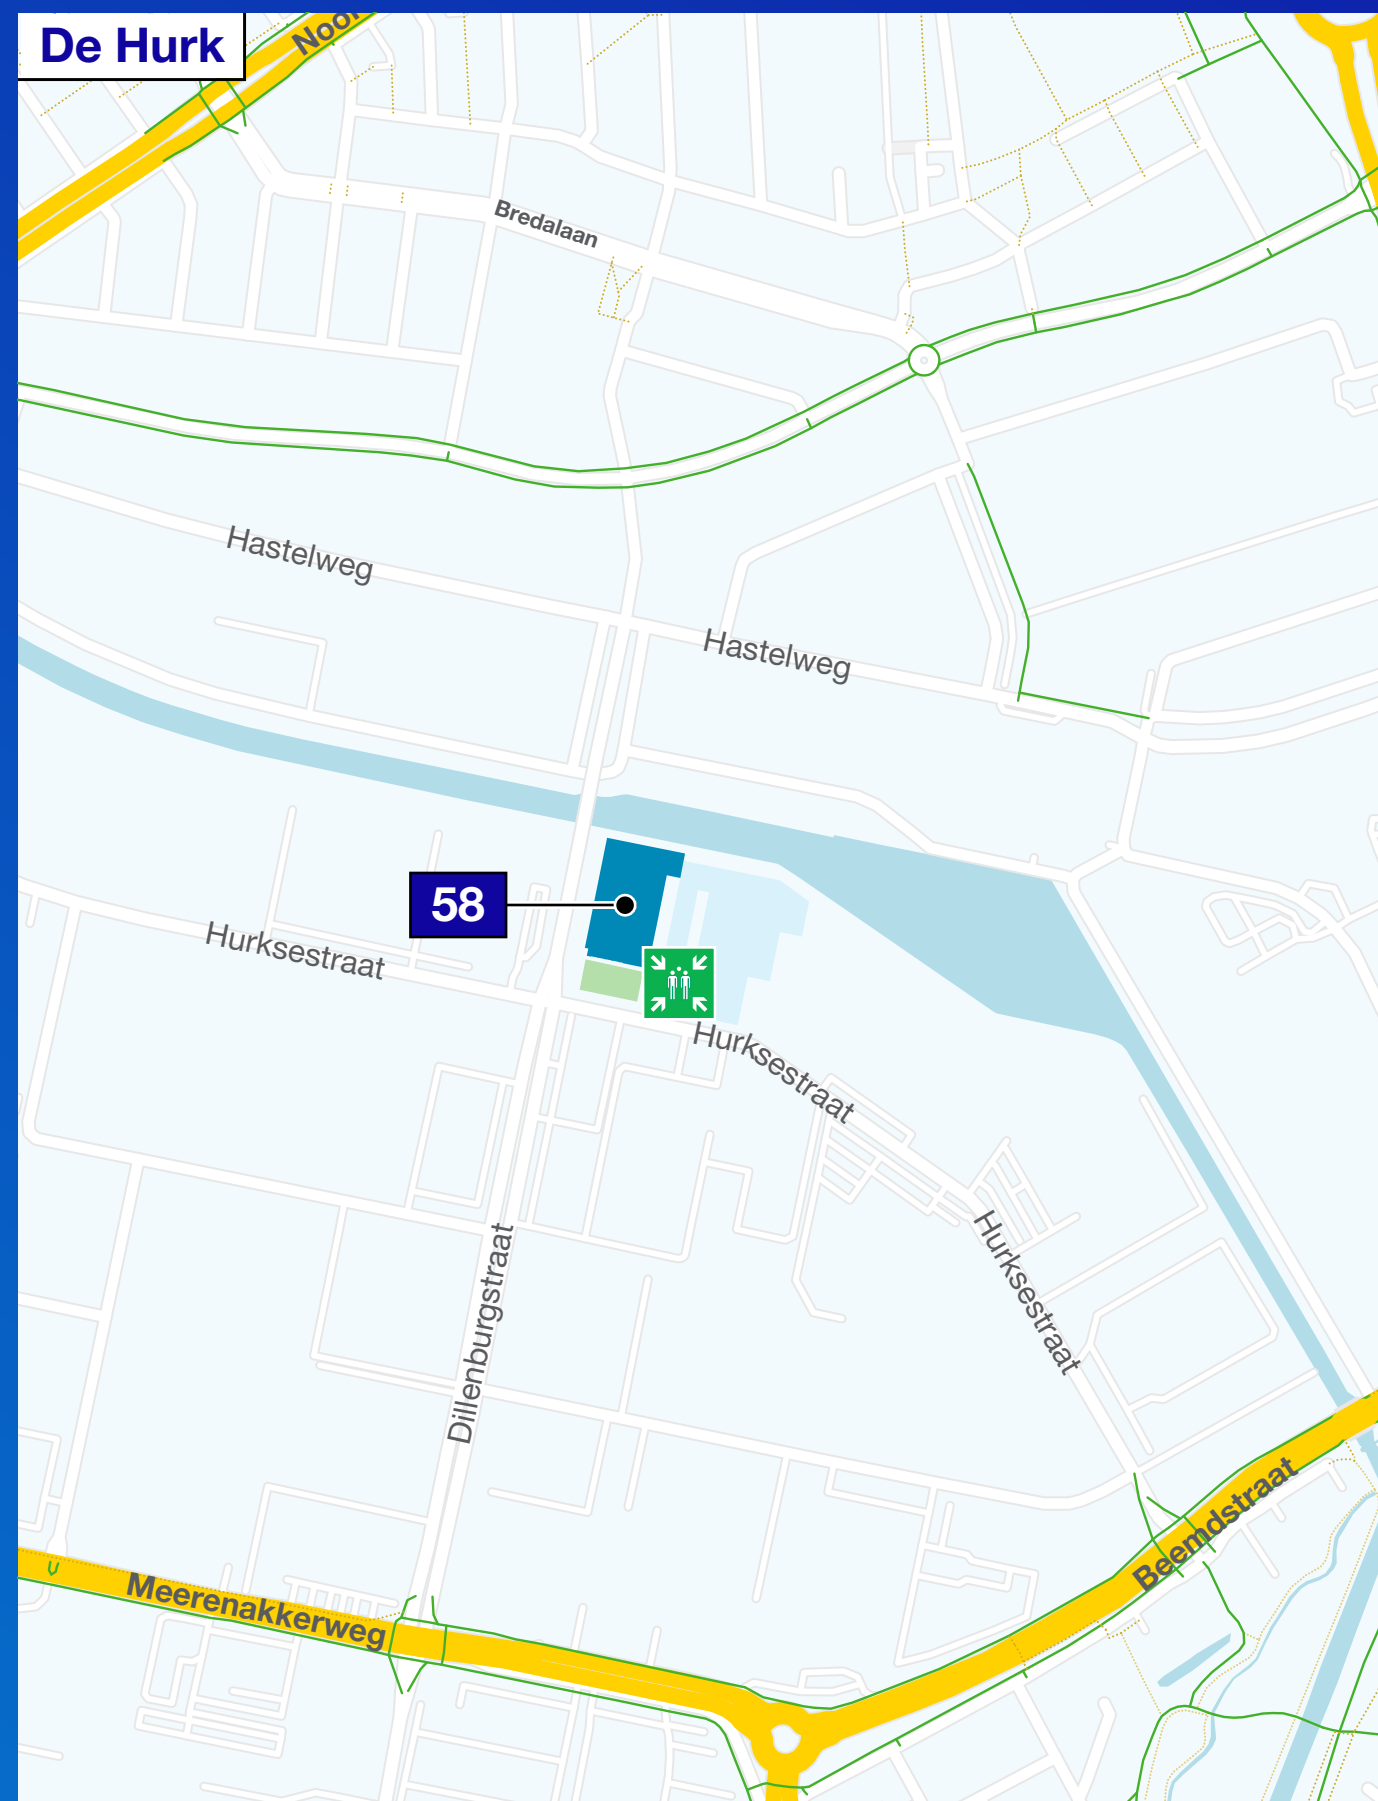 De Hurk
Noor
Bredalaan
Hastelweg
Hastelweg
58
Hurksestraat
Hurksestraat
Hurksestraat
Dillenburgstraat
Beemdstraat
Meerenakkerweg